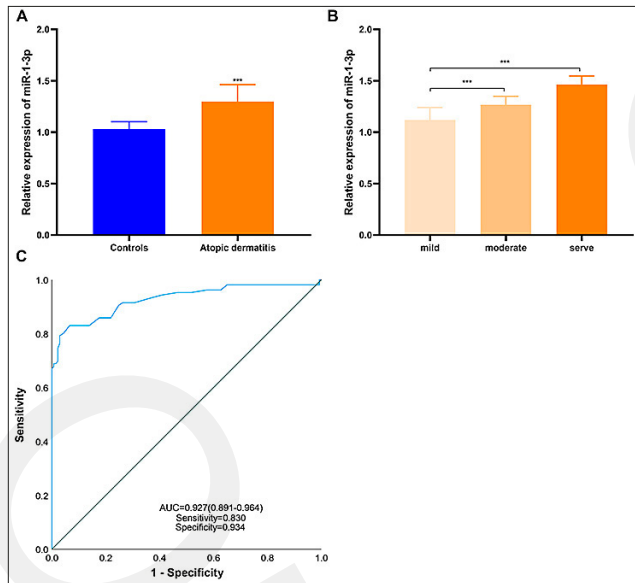 A
Relative expression of miR-1-3p
2.0
1.5
1.0
0.5
0.0
***
Controls
Atopic dermatitis
B
Relative expression of miR-1-3p
2.0
1.5
1.0
0.5
0.0
***
***
mild
moderate
serve
C
Sensitivity
1.0
0.8
0.6
0.4
0.2
0.0
AUC=0.927(0.891-0.964)
Sensitivity=0.830
Specificity=0.934
0.0
0.2
0.4
0.6
0.8
1.0
1 - Specificity